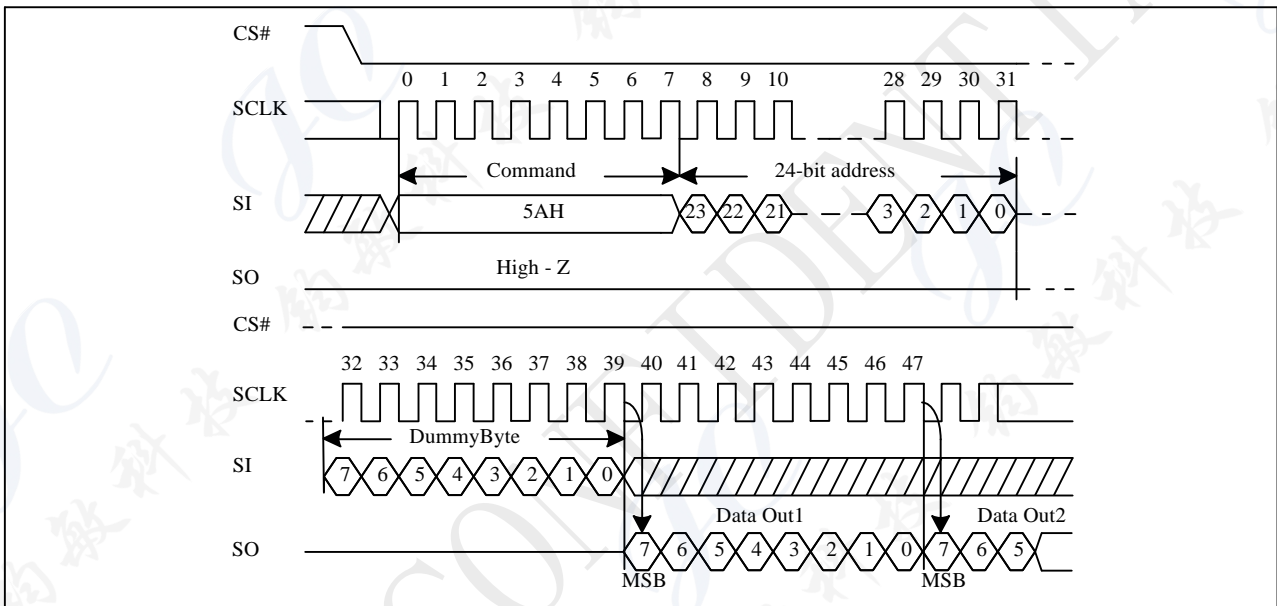 CS#
0 1 2 3 4 5 6 7 8 9 10 28 29 30 31
SCLK
Command 24-bit address
SI 5AH 23 22 21 3 2 1 0
High - Z
SO
CS#
32 33 34 35 36 37 38 39 40 41 42 43 44 45 46 47
SCLK
DummyByte
SI 7 6 5 4 3 2 1 0
Data Out1 Data Out2
SO 7 6 5 4 3 2 1 0 7 6 5
MSB MSB
CONFIDENTI